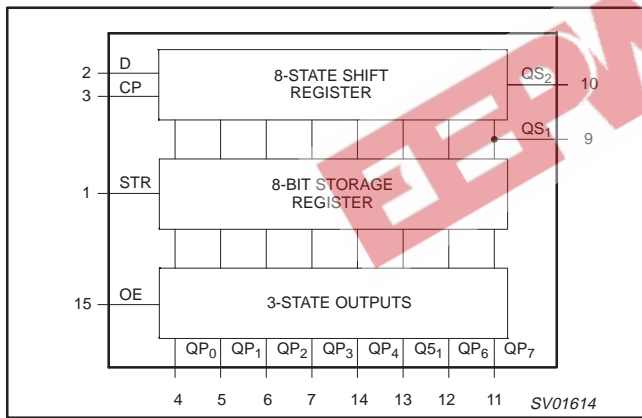 2 D 8-STATE SHIFT REGISTER QS2 10
3 CP
QS1 9
1 STR 8-BIT STORAGE REGISTER
15 OE 3-STATE OUTPUTS
QP0 QP1 QP2 QP3 QP4 Q51 QP6 QP7
4 5 6 7 14 13 12 11
SV01614
EEPW